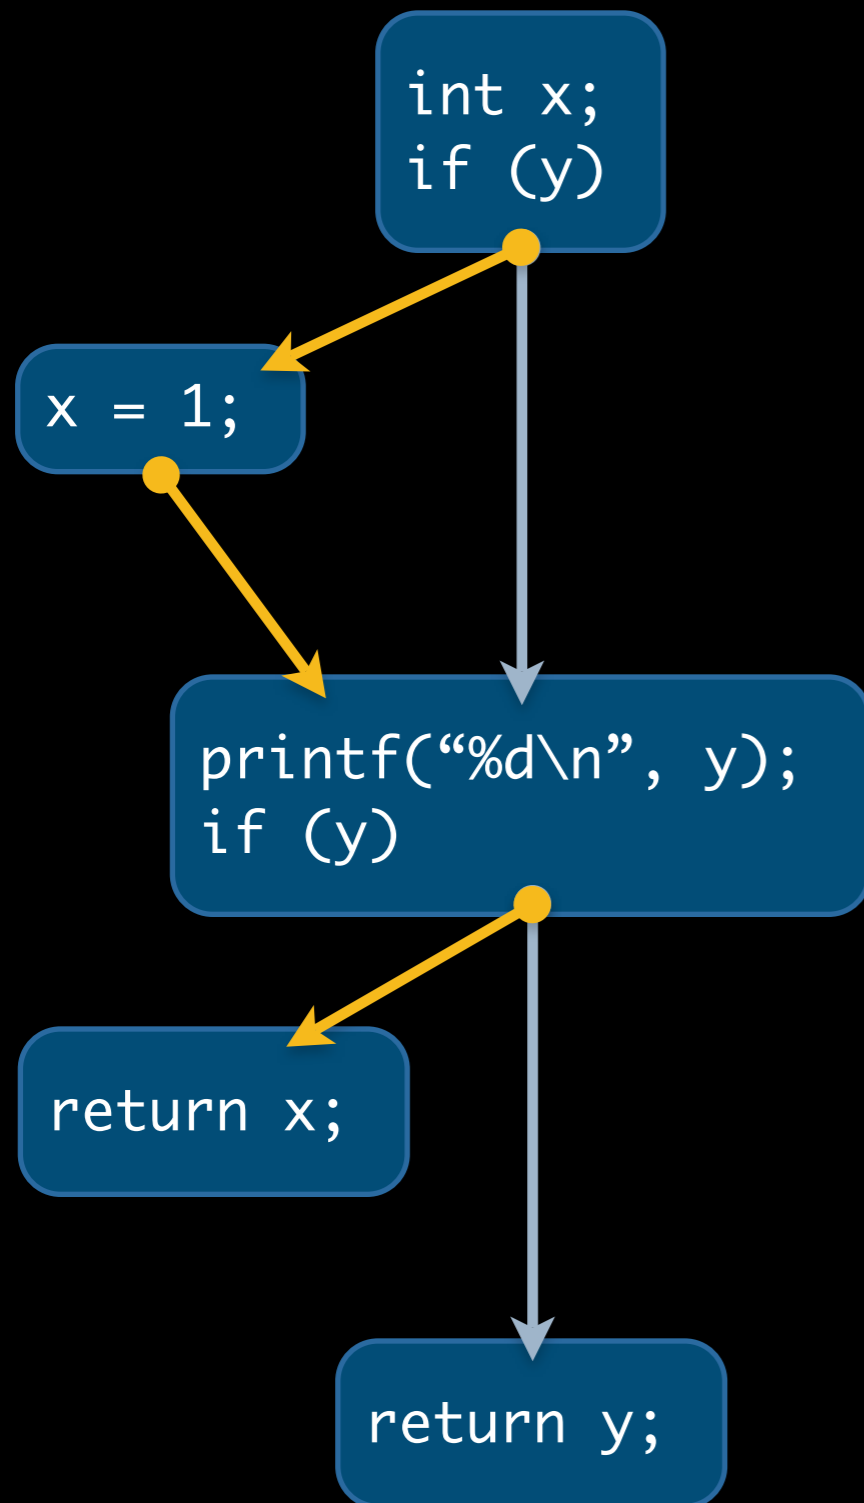 int x;
if (y)
x = 1;
printf(“%d\n”, y);
if (y)
return x;
return y;